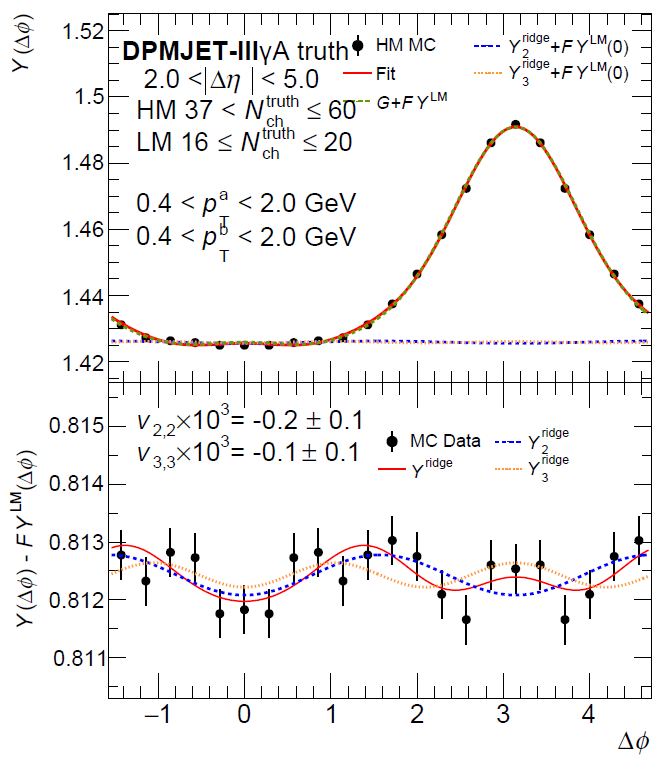 Y(Δϕ)
1.52
1.5
1.48
1.46
1.44
1.42
DPMJET-III γA truth
2.0 <|Δη| < 5.0
HM 37 < N_ch^truth ≤ 60
LM 16 ≤ N_ch^truth ≤ 20
0.4 < p_T^a < 2.0 GeV
0.4 < p_T^b < 2.0 GeV
HM MC
Fit
G+FY^LM
Y_2^ridge+FY^LM(0)
Y_3^ridge+FY^LM(0)
Y(Δϕ) - FY^LM(Δϕ)
0.815
0.814
0.813
0.812
0.811
v_2,2×10^3= -0.2 ± 0.1
v_3,3×10^3= -0.1 ± 0.1
MC Data
Y^ridge
Y_2^ridge
Y_3^ridge
−1 0 1 2 3 4
Δϕ